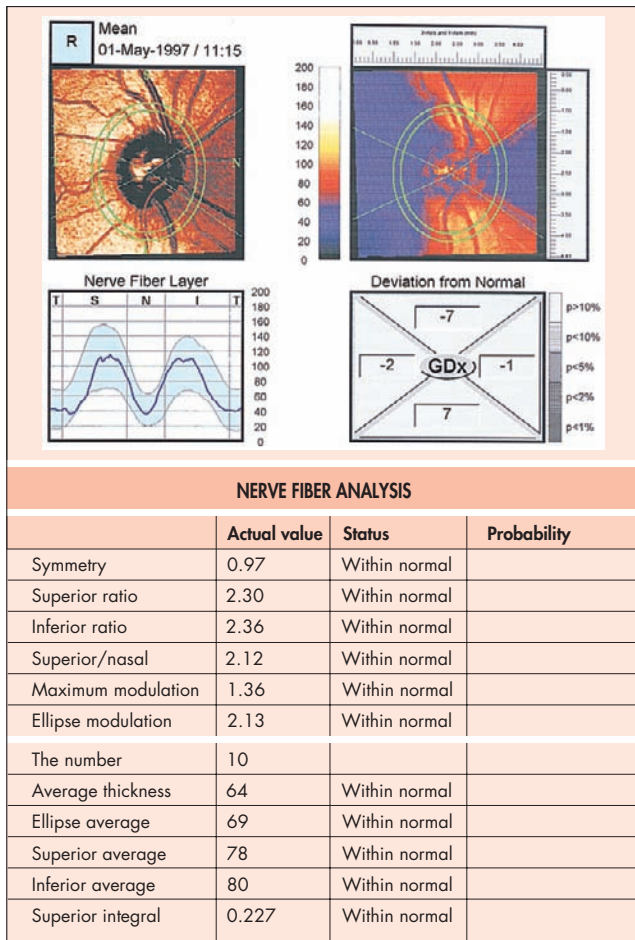 R
Mean
01-May-1997 / 11:15
200
180
160
140
120
100
80
60
40
20
0
T
N
Nerve Fiber Layer
T S N I T
200
180
160
140
120
100
80
60
40
20
0
Deviation from Normal
-7
-2 GDx -1
7
p>10%
p<10%
p<5%
p<2%
p<1%
NERVE FIBER ANALYSIS
Actual value Status Probability
Symmetry 0.97 Within normal
Superior ratio 2.30 Within normal
Inferior ratio 2.36 Within normal
Superior/nasal 2.12 Within normal
Maximum modulation 1.36 Within normal
Ellipse modulation 2.13 Within normal
The number 10
Average thickness 64 Within normal
Ellipse average 69 Within normal
Superior average 78 Within normal
Inferior average 80 Within normal
Superior integral 0.227 Within normal